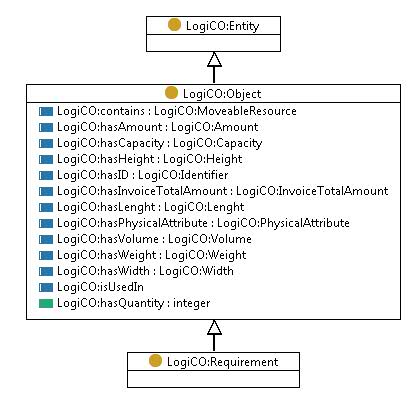 LogiCO:Entity
LogiCO:Object
LogiCO:contains : LogiCO:MoveableResource
LogiCO:hasAmount : LogiCO:Amount
LogiCO:hasCapacity : LogiCO:Capacity
LogiCO:hasHeight : LogiCO:Height
LogiCO:hasID : LogiCO:Identifier
LogiCO:hasInvoiceTotalAmount : LogiCO:InvoiceTotalAmount
LogiCO:hasLenght : LogiCO:Lenght
LogiCO:hasPhysicalAttribute : LogiCO:PhysicalAttribute
LogiCO:hasVolume : LogiCO:Volume
LogiCO:hasWeight : LogiCO:Weight
LogiCO:hasWidth : LogiCO:Width
LogiCO:isUsedIn
LogiCO:hasQuantity : integer
LogiCO:Requirement